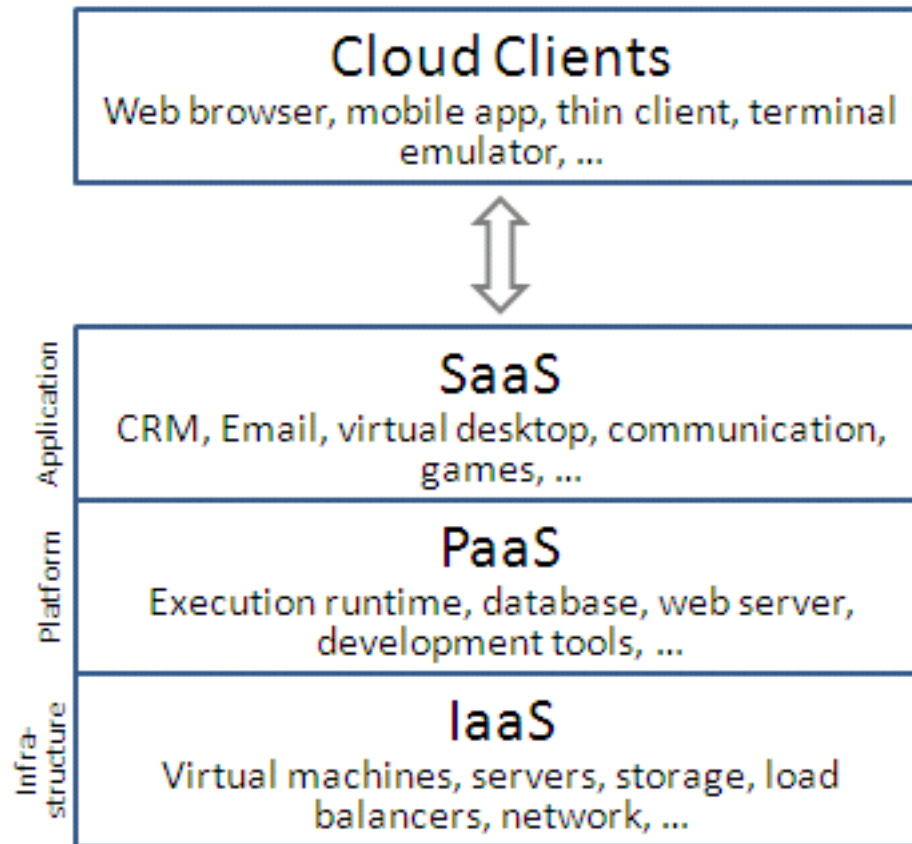 Cloud Clients
Web browser, mobile app, thin client, terminal
emulator, ...
Application
SaaS
CRM, Email, virtual desktop, communication,
games, ...
Platform
PaaS
Execution runtime, database, web server,
development tools, ...
Infra-
structure
IaaS
Virtual machines, servers, storage, load
balancers, network, ...